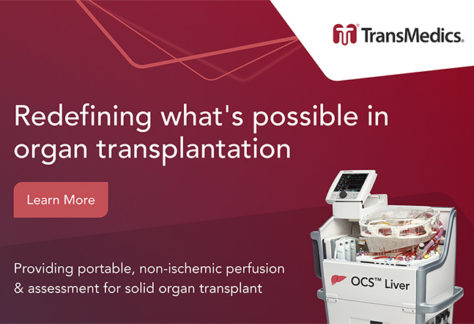 TransMedics®
Redefining what's possible in
organ transplantation
Learn More
Providing portable, non-ischemic perfusion
& assessment for solid organ transplant
OCS™ Liver